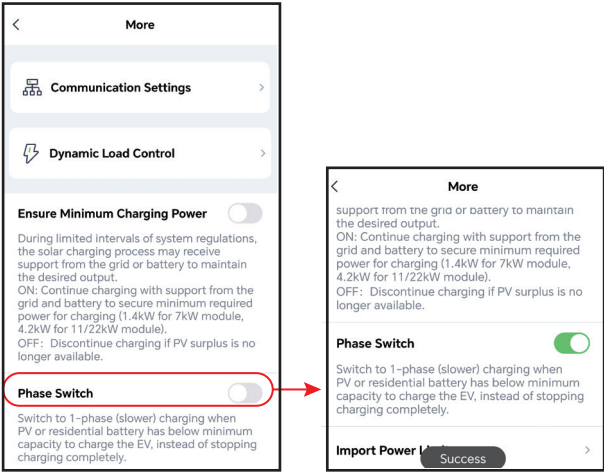 More
Communication Settings
Dynamic Load Control
Ensure Minimum Charging Power
During limited intervals of system regulations,
the solar charging process may receive
support from the grid or battery to maintain
the desired output.
ON: Continue charging with support from the
grid and battery to secure minimum required
power for charging (1.4kW for 7kW module,
4.2kW for 11/22kW module).
OFF: Discontinue charging if PV surplus is no
longer available.
Phase Switch
Switch to 1-phase (slower) charging when
PV or residential battery has below minimum
capacity to charge the EV, instead of stopping
charging completely.
More
support from the grid or battery to maintain
the desired output.
ON: Continue charging with support from the
grid and battery to secure minimum required
power for charging (1.4kW for 7kW module,
4.2kW for 11/22kW module).
OFF: Discontinue charging if PV surplus is no
longer available.
Phase Switch
Switch to 1-phase (slower) charging when
PV or residential battery has below minimum
capacity to charge the EV, instead of stopping
charging completely.
Import Power
Success